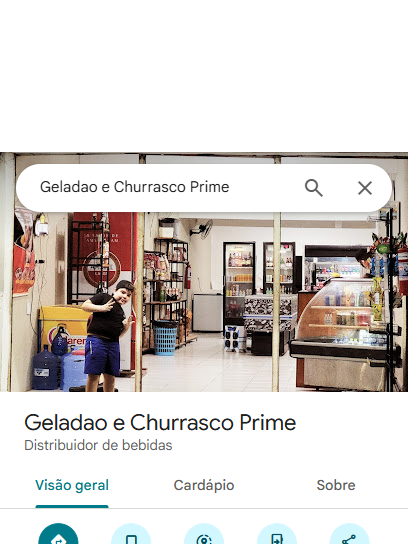 Geladao e Churrasco Prime
Geladao e Churrasco Prime
Distribuidor de bebidas
Visão geral
Cardápio
Sobre